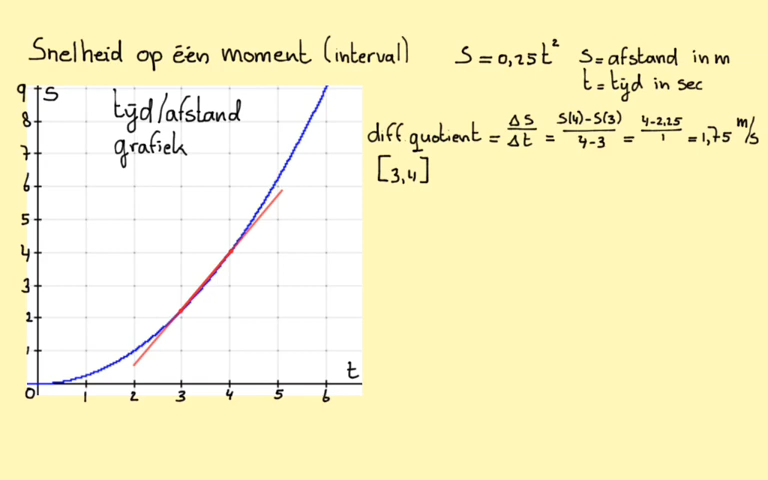 Snelheid op één moment (interval)
S = 0,25t² S = afstand in m
t = tijd in sec
tijd/afstand
grafiek
diff quotient = ΔS/Δt = S(4)-S(3)/4-3 = 4-2,25/1 = 1,75 m/s
[3,4]
S
9
8
7
6
5
4
3
2
1
t
0 1 2 3 4 5 6